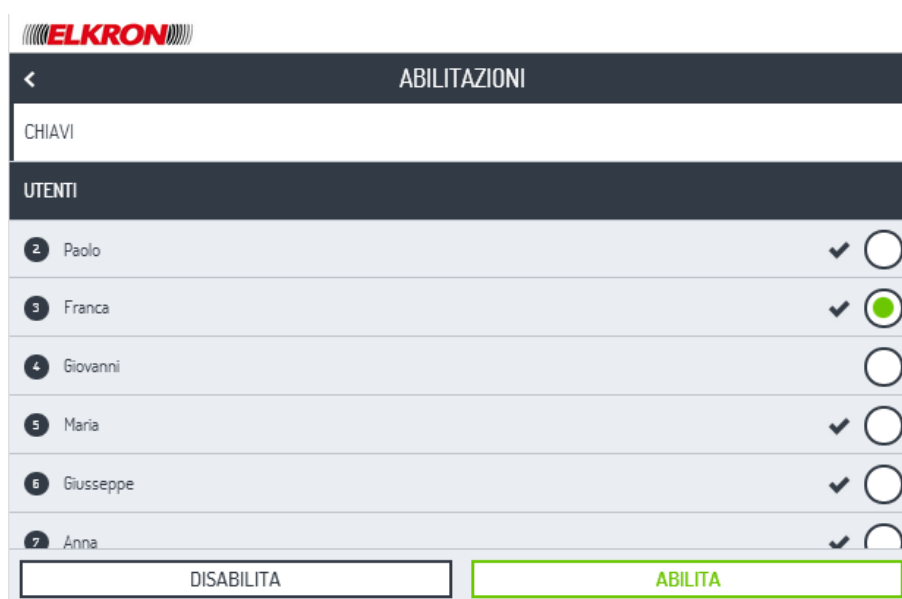 ELKRON
ABILITAZIONI
CHIAVI
UTENTI
2 Paolo
3 Franca
4 Giovanni
5 Maria
6 Giusseppe
7 Anna
DISABILITA ABILITA